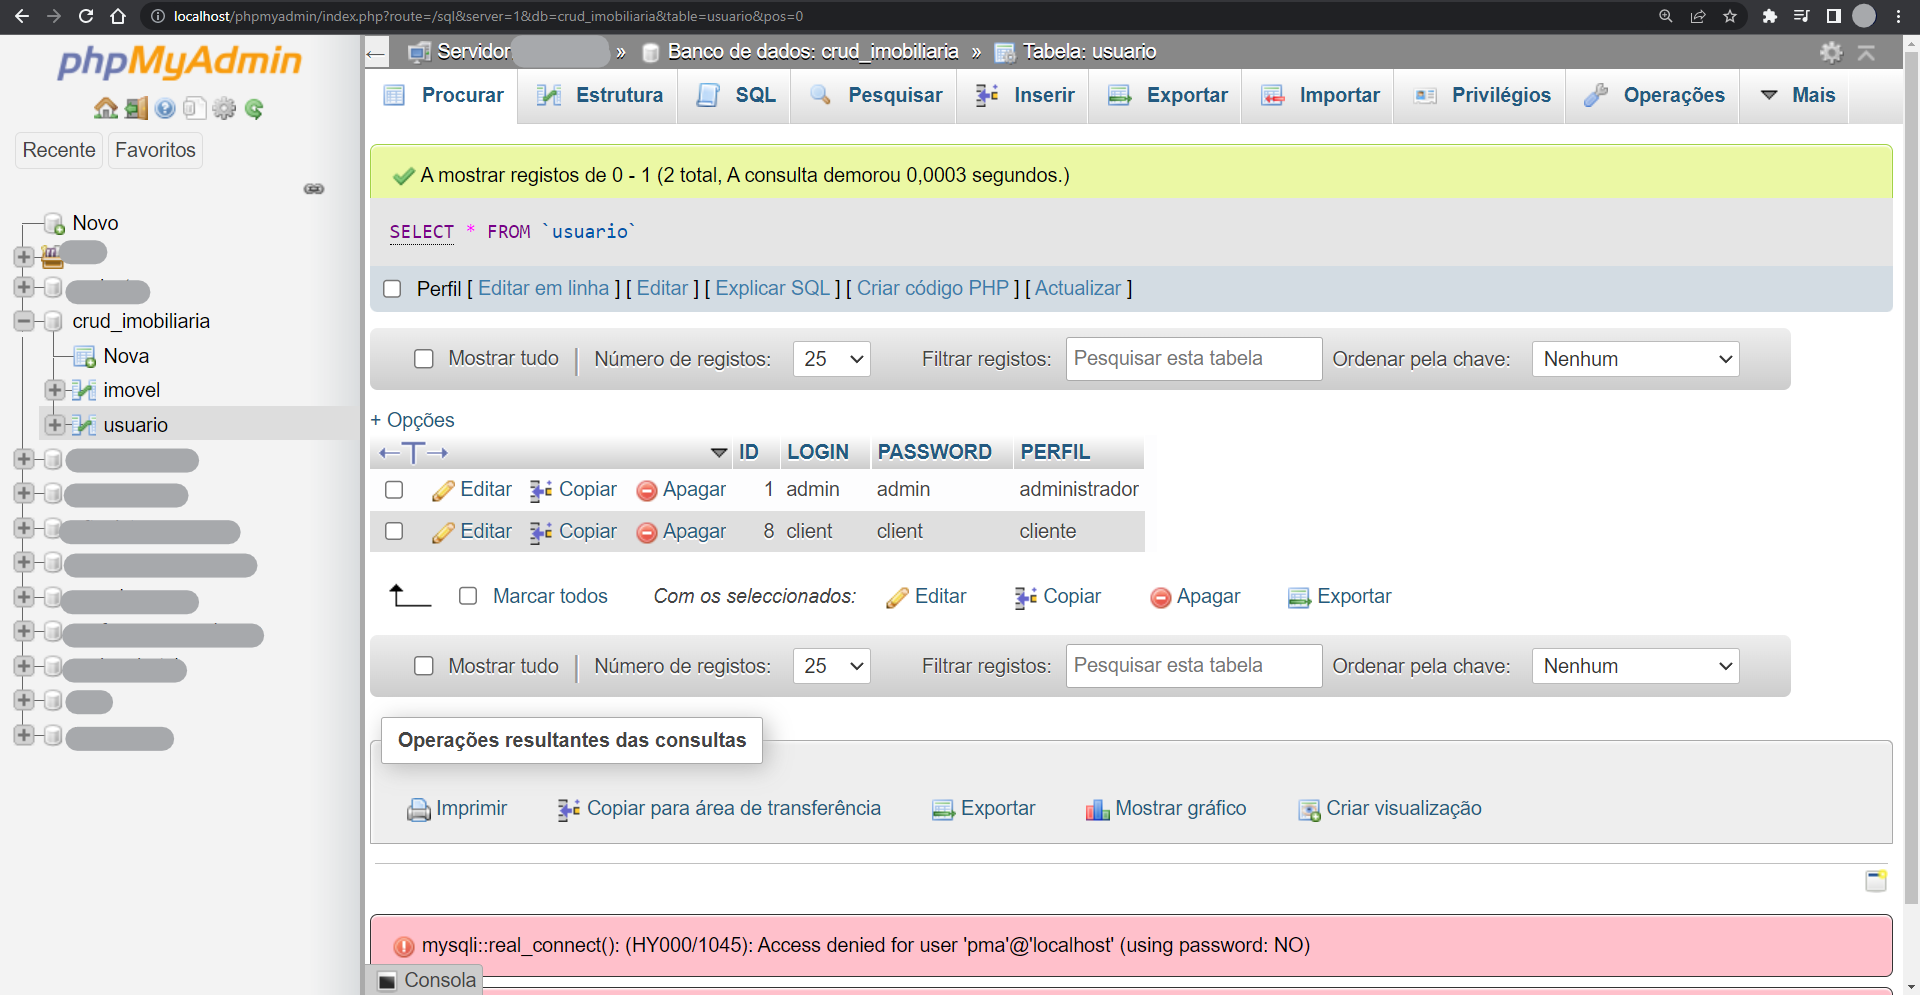 localhost/phpmyadmin/index.php?route=/sql&server=1&db=crud_imobiliaria&table=usuario&pos=0
phpMyAdmin
Recente Favoritos
Novo
crud_imobiliaria
Nova
imovel
usuario
Servidor » Banco de dados: crud_imobiliaria » Tabela: usuario
Procurar Estrutura SQL Pesquisar Inserir Exportar Importar Privilégios Operações Mais
A mostrar registos de 0 - 1 (2 total, A consulta demorou 0,0003 segundos.)
SELECT * FROM `usuario`
Perfil [ Editar em linha ] [ Editar ] [ Explicar SQL ] [ Criar código PHP ] [ Actualizar ]
Mostrar tudo | Número de registos: 25 Filtrar registos: Pesquisar esta tabela Ordenar pela chave: Nenhum
+ Opções
←T→ ID LOGIN PASSWORD PERFIL
Editar Copiar Apagar 1 admin admin administrador
Editar Copiar Apagar 8 client client cliente
Marcar todos Com os seleccionados: Editar Copiar Apagar Exportar
Mostrar tudo | Número de registos: 25 Filtrar registos: Pesquisar esta tabela Ordenar pela chave: Nenhum
Operações resultantes das consultas
Imprimir Copiar para área de transferência Exportar Mostrar gráfico Criar visualização
mysqli::real_connect(): (HY000/1045): Access denied for user 'pma'@'localhost' (using password: NO)
Consola